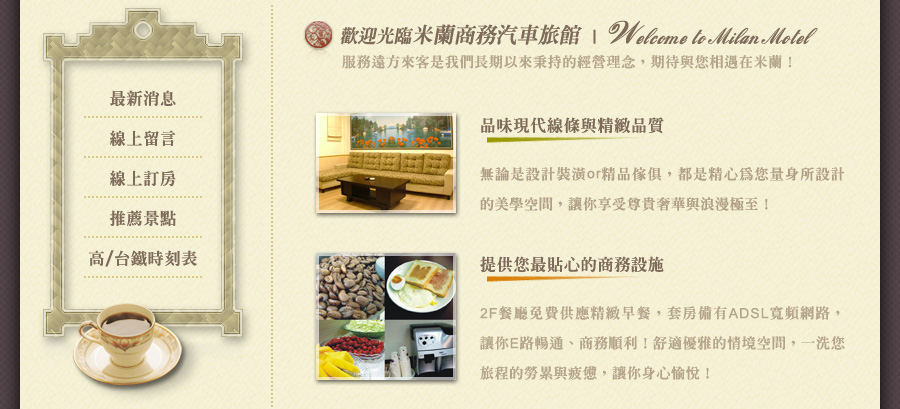 最新消息
線上留言
線上訂房
推薦景點
高/台鐵時刻表
歡迎光臨米蘭商務汽車旅館 | Welcome to Milan Motel
服務遠方來客是我們長期以來秉持的經營理念，期待與您相遇在米蘭！
品味現代線條與精緻品質
無論是設計裝潢or精品傢俱，都是精心為您量身所設計
的美學空間，讓你享受尊貴奢華與浪漫極至！
提供您最貼心的商務設施
2F餐廳免費供應精緻早餐，套房備有ADSL寬頻網路，
讓你E路暢通、商務順利！舒適優雅的情境空間，一洗您
旅程的勞累與疲憊，讓你身心愉悅！